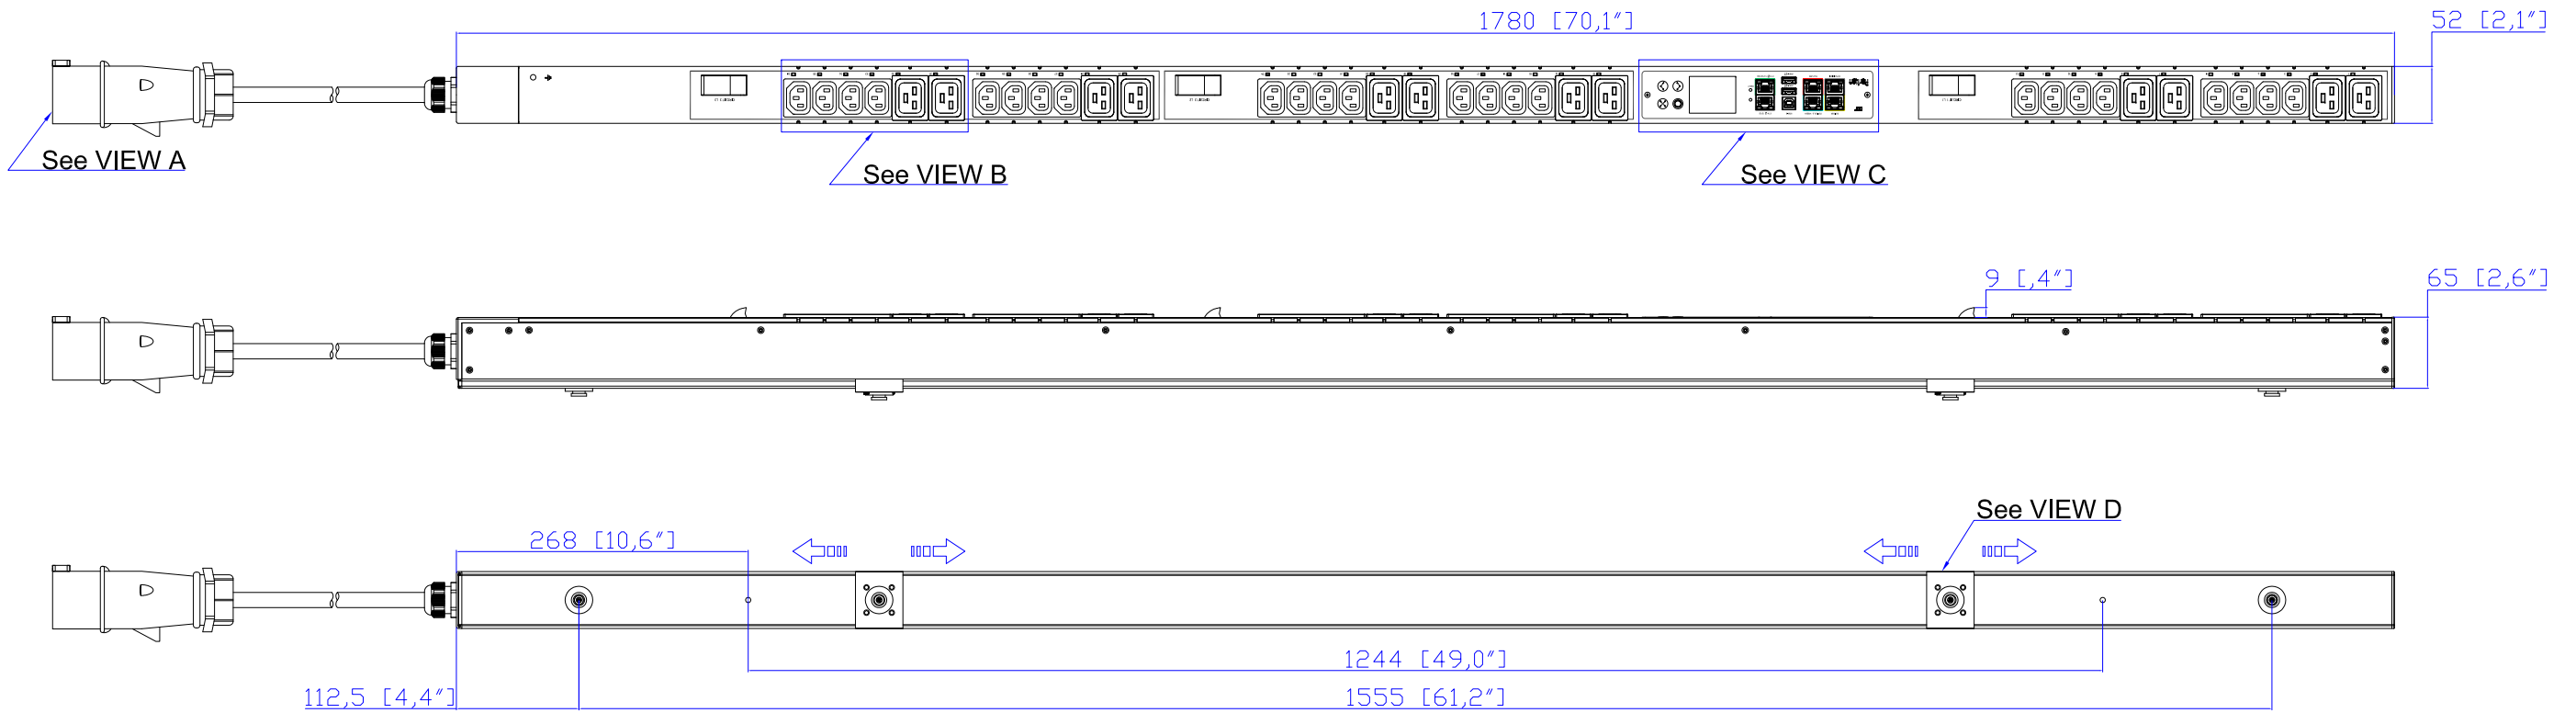 1780 [70,1"]
52 [2,1"]
See VIEW A
See VIEW B
See VIEW C
9 [,4"]
65 [2,6"]
See VIEW D
268 [10,6"]
1244 [49,0"]
112,5 [4,4"]
1555 [61,2"]